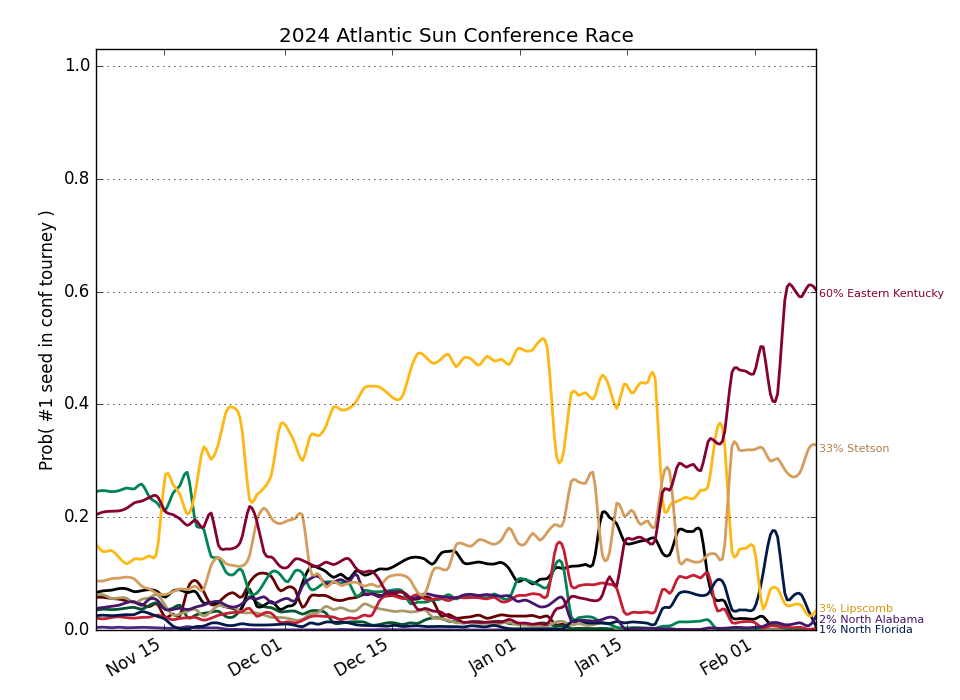 2024 Atlantic Sun Conference Race
Prob( #1 seed in conf tourney )
1.0
0.8
0.6
0.4
0.2
0.0
60% Eastern Kentucky
33% Stetson
3% Lipscomb
2% North Alabama
1% North Florida
Nov 15
Dec 01
Dec 15
Jan 01
Jan 15
Feb 01